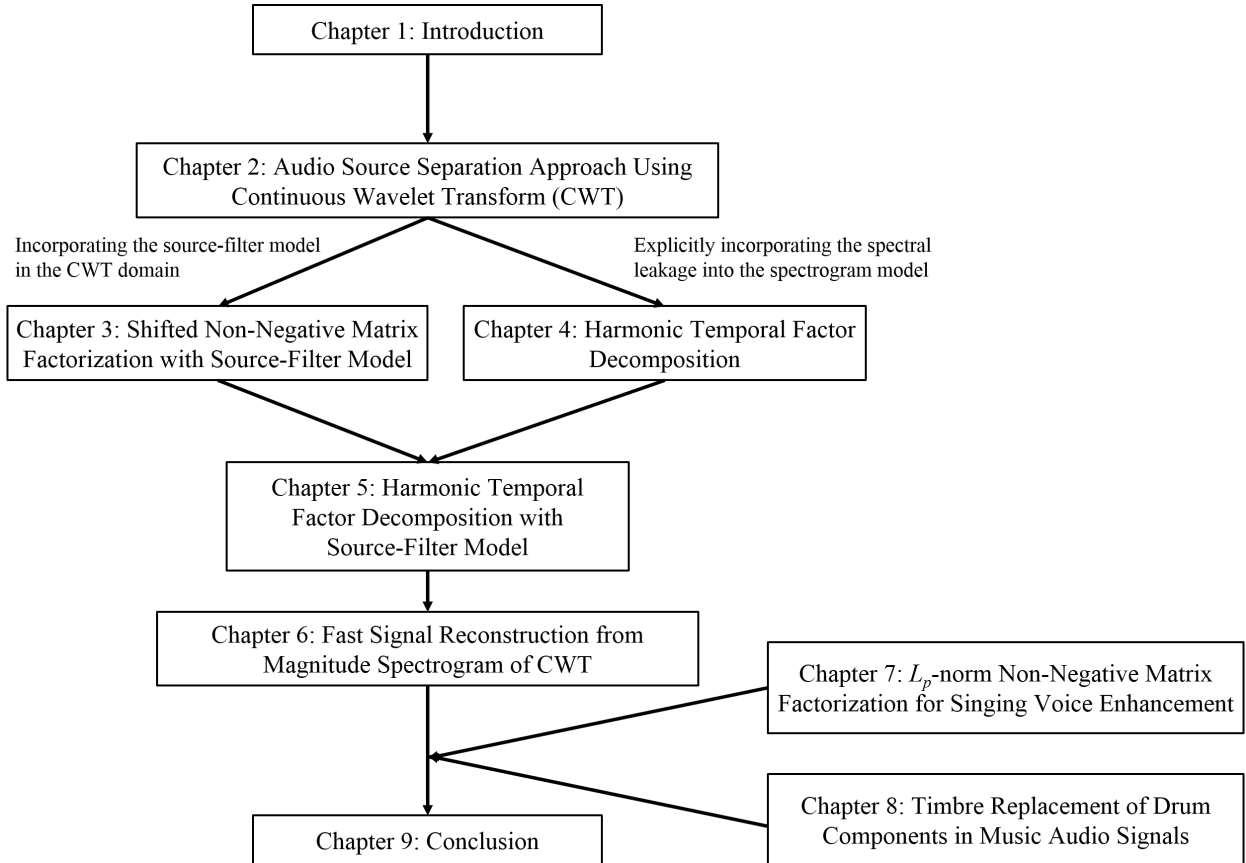 Chapter 1: Introduction
Chapter 2: Audio Source Separation Approach Using
Continuous Wavelet Transform (CWT)
Incorporating the source-filter model
in the CWT domain
Explicitly incorporating the spectral
leakage into the spectrogram model
Chapter 3: Shifted Non-Negative Matrix
Factorization with Source-Filter Model
Chapter 4: Harmonic Temporal Factor
Decomposition
Chapter 5: Harmonic Temporal
Factor Decomposition with
Source-Filter Model
Chapter 6: Fast Signal Reconstruction from
Magnitude Spectrogram of CWT
Chapter 7: Lp-norm Non-Negative Matrix
Factorization for Singing Voice Enhancement
Chapter 8: Timbre Replacement of Drum
Components in Music Audio Signals
Chapter 9: Conclusion